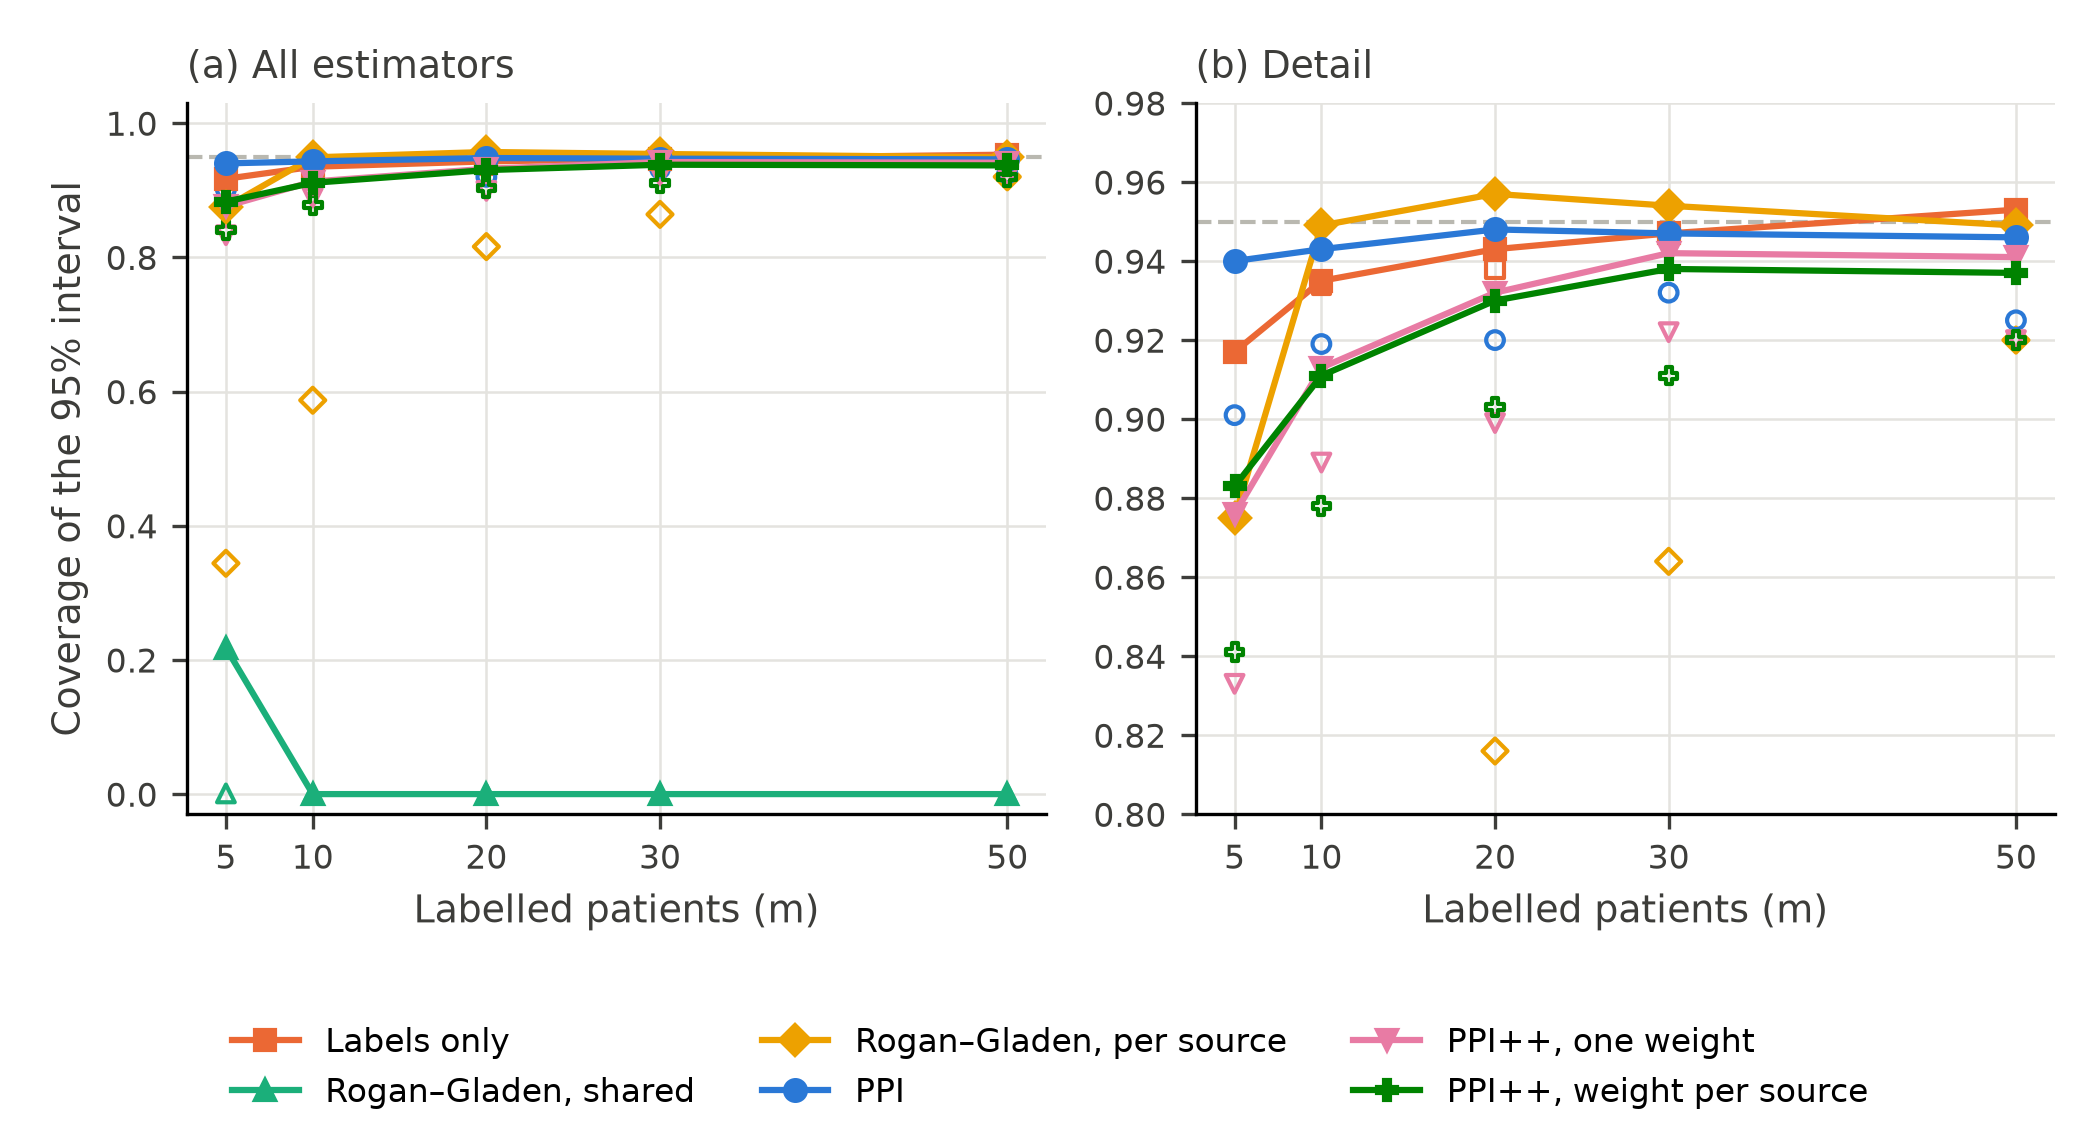 (a) All estimators
Coverage of the 95% interval
1.0
0.8
0.6
0.4
0.2
0.0
5 10 20 30 50
Labelled patients (m)
(b) Detail
0.98
0.96
0.94
0.92
0.90
0.88
0.86
0.84
0.82
0.80
5 10 20 30 50
Labelled patients (m)
Labels only
Rogan–Gladen, shared
Rogan–Gladen, per source
PPI
PPI++, one weight
PPI++, weight per source